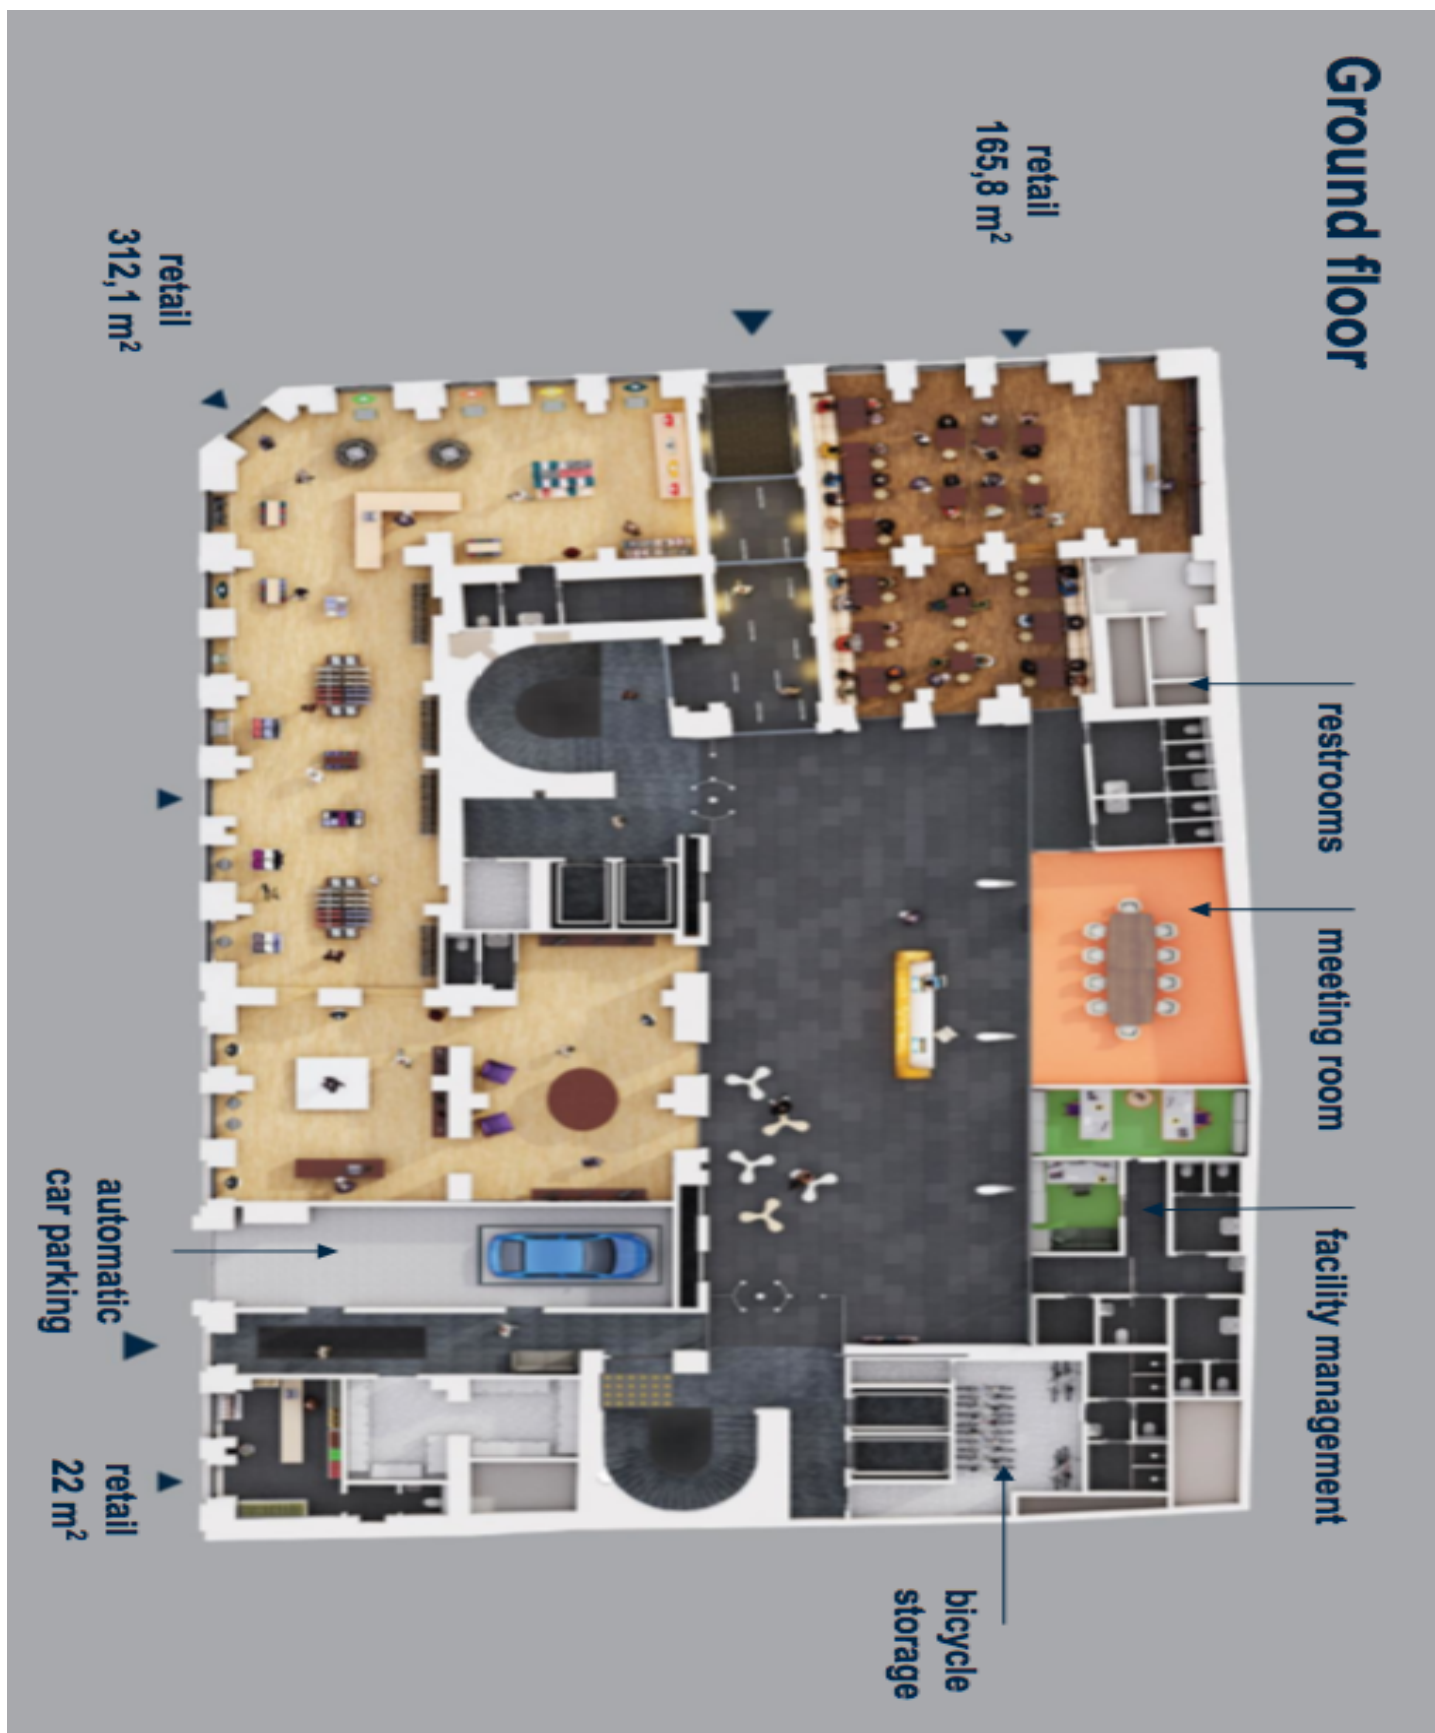 Ground floor
restrooms
meeting room
facility management
retail
165,8 m²
bicycle
storage
retail
312,1 m²
automatic
car parking
retail
22 m²